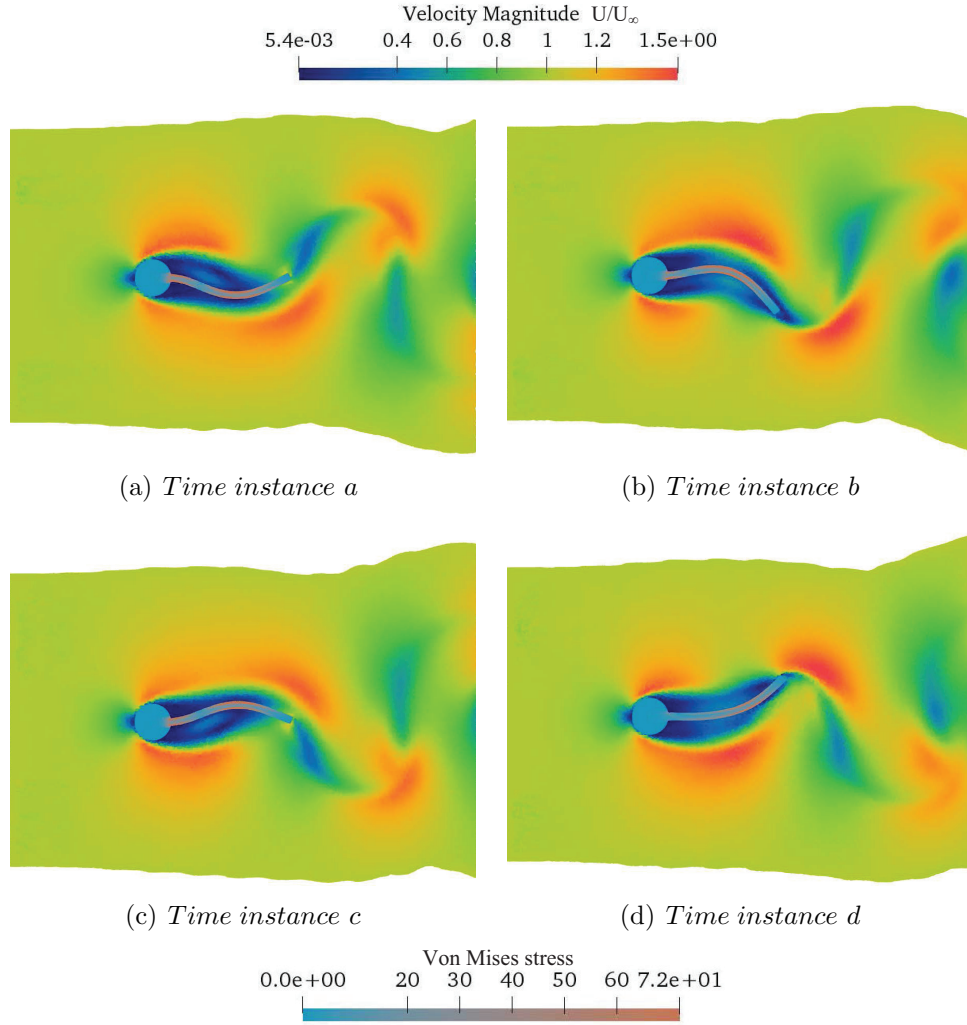 Velocity Magnitude U/U∞
5.4e-03 0.4 0.6 0.8 1 1.2 1.5e+00
(a) Time instance a
(b) Time instance b
(c) Time instance c
(d) Time instance d
Von Mises stress
0.0e+00 20 30 40 50 60 7.2e+01